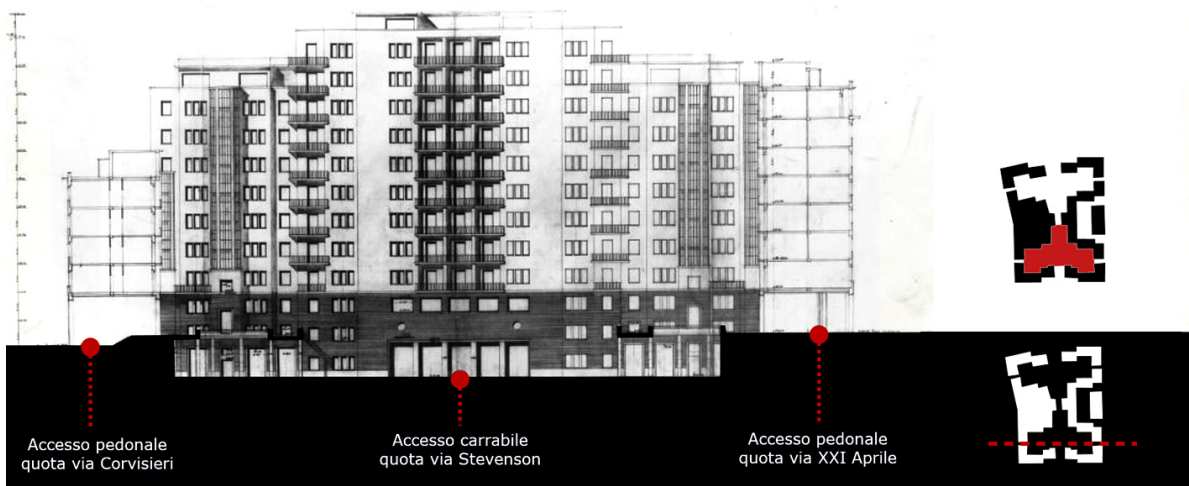 Accesso pedonale
quota via Corvisieri
Accesso carrabile
quota via Stevenson
Accesso pedonale
quota via XXI Aprile